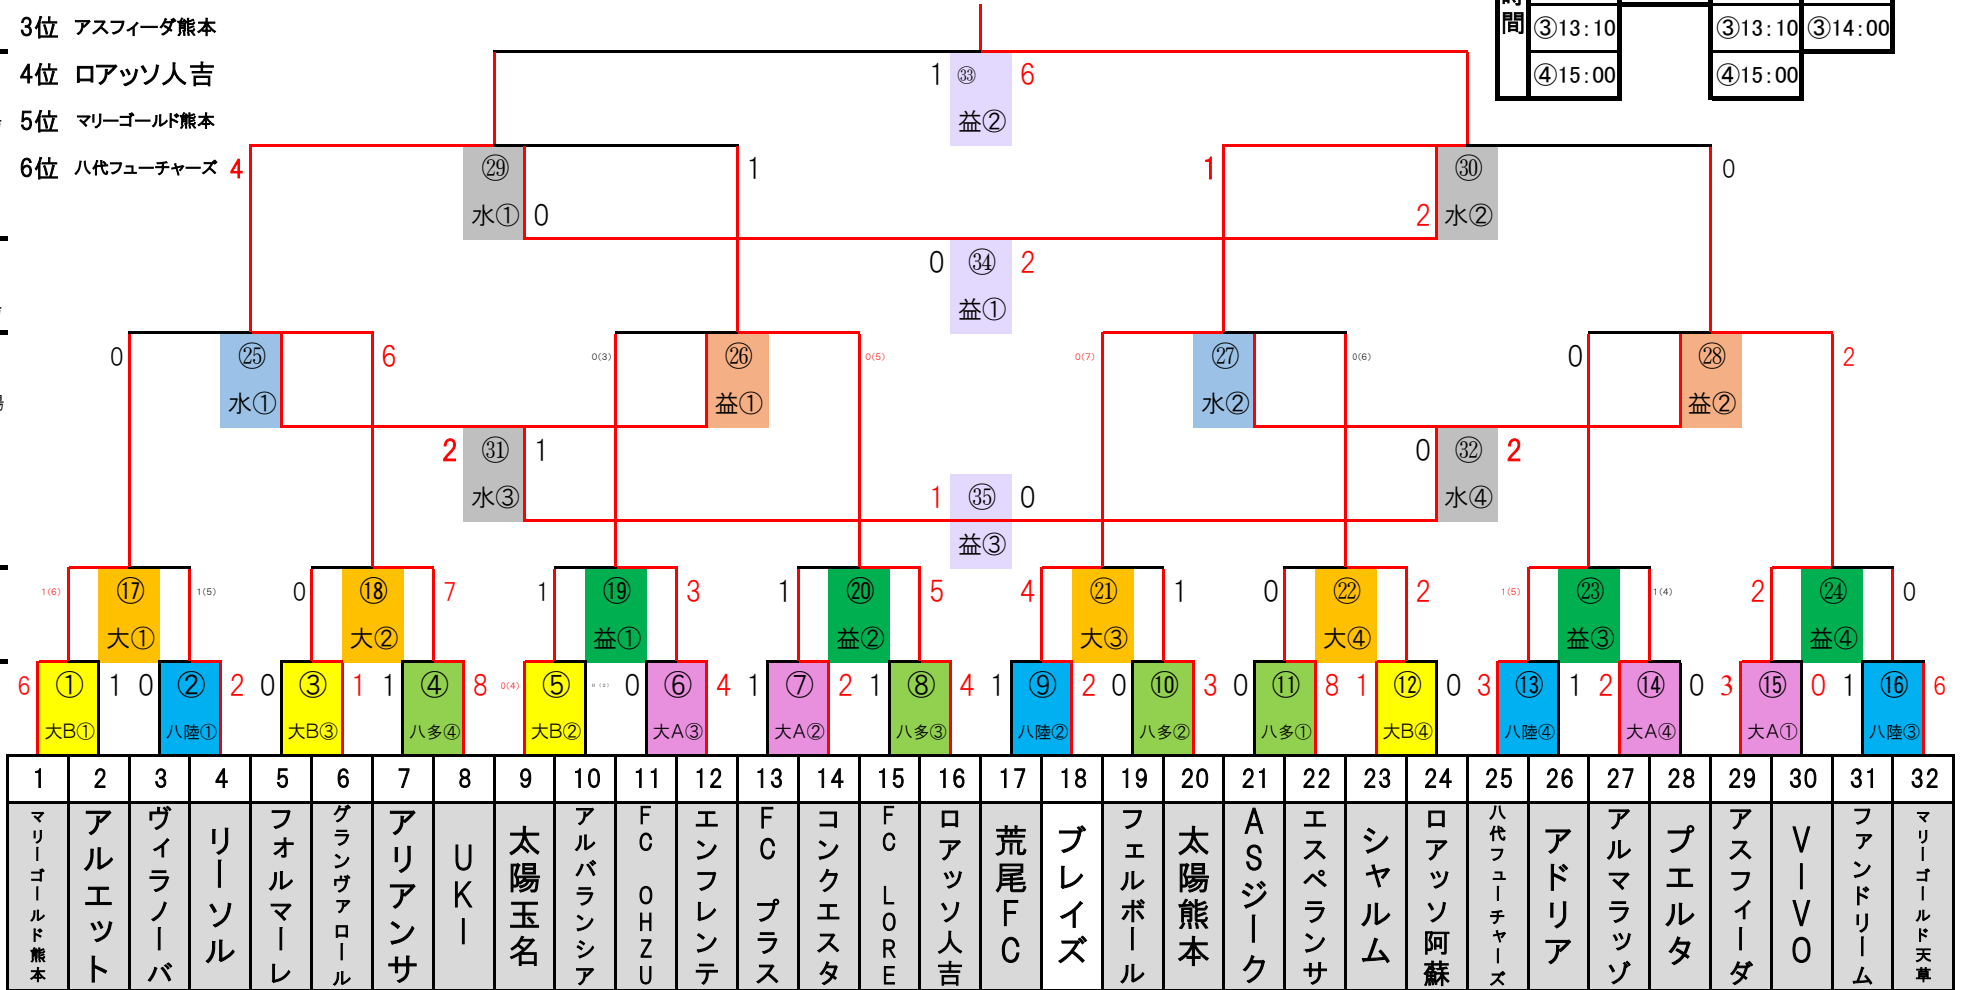 3位 アスフィーダ熊本
4位 ロアッソ人吉
5位 マリーゴールド熊本
6位 八代フューチャーズ
間 ③13:10 ③13:10 ③14:00
④15:00 ④15:00
1 ㉝ 6
益②
4 ㉙ 1 1 ㉚ 0
水① 0 2 水②
0 ㉞ 2
益①
0 ㉕ 6 0(3) ㉖ 0(5) 0(7) ㉗ 0(6) 0 ㉘ 2
水① 益① 水② 益②
2 ㉛ 1 0 ㉜ 2
水③ 1 ㉟ 0 水④
益③
1(6) ⑰ 1(5) 0 ⑱ 7 1 ⑲ 3 1 ⑳ 5 4 ㉑ 1 0 ㉒ 2 1(5) ㉓ 1(4) 2 ㉔ 0
大① 大② 益① 益② 大③ 大④ 益③ 益④
6 ① 1 0 ② 2 0 ③ 1 1 ④ 8 0(4) ⑤ 0 ⑥ 4 1 ⑦ 2 1 ⑧ 4 1 ⑨ 2 0 ⑩ 3 0 ⑪ 8 1 ⑫ 0 3 ⑬ 1 2 ⑭ 0 3 ⑮ 0 1 ⑯ 6
大B① 八陸① 大B③ 八多④ 大B② 大A③ 大A② 八多③ 八陸② 八多② 八多① 大B④ 八陸④ 大A④ 大A① 八陸③
1 2 3 4 5 6 7 8 9 10 11 12 13 14 15 16 17 18 19 20 21 22 23 24 25 26 27 28 29 30 31 32
マリーゴールド熊本
アルエット
ヴィラノーバ
リーソル
フオルマーレ
グランヴァロール
アリアンサ
UKI
太陽玉名
アルバランシア
FC OHZU
エンフレンテ
FC プラス
コンクエスタ
FC LORE
ロアッソ人吉
荒尾FC
ブレイズ
フェルボール
太陽熊本
ASジーク
エスペランサ
シャルム
ロアッソ阿蘇
八代フューチャーズ
アドリア
アルマラッゾ
プエルタ
アスフィーダ
VIVO
ファンドリーム
マリーゴールド天草